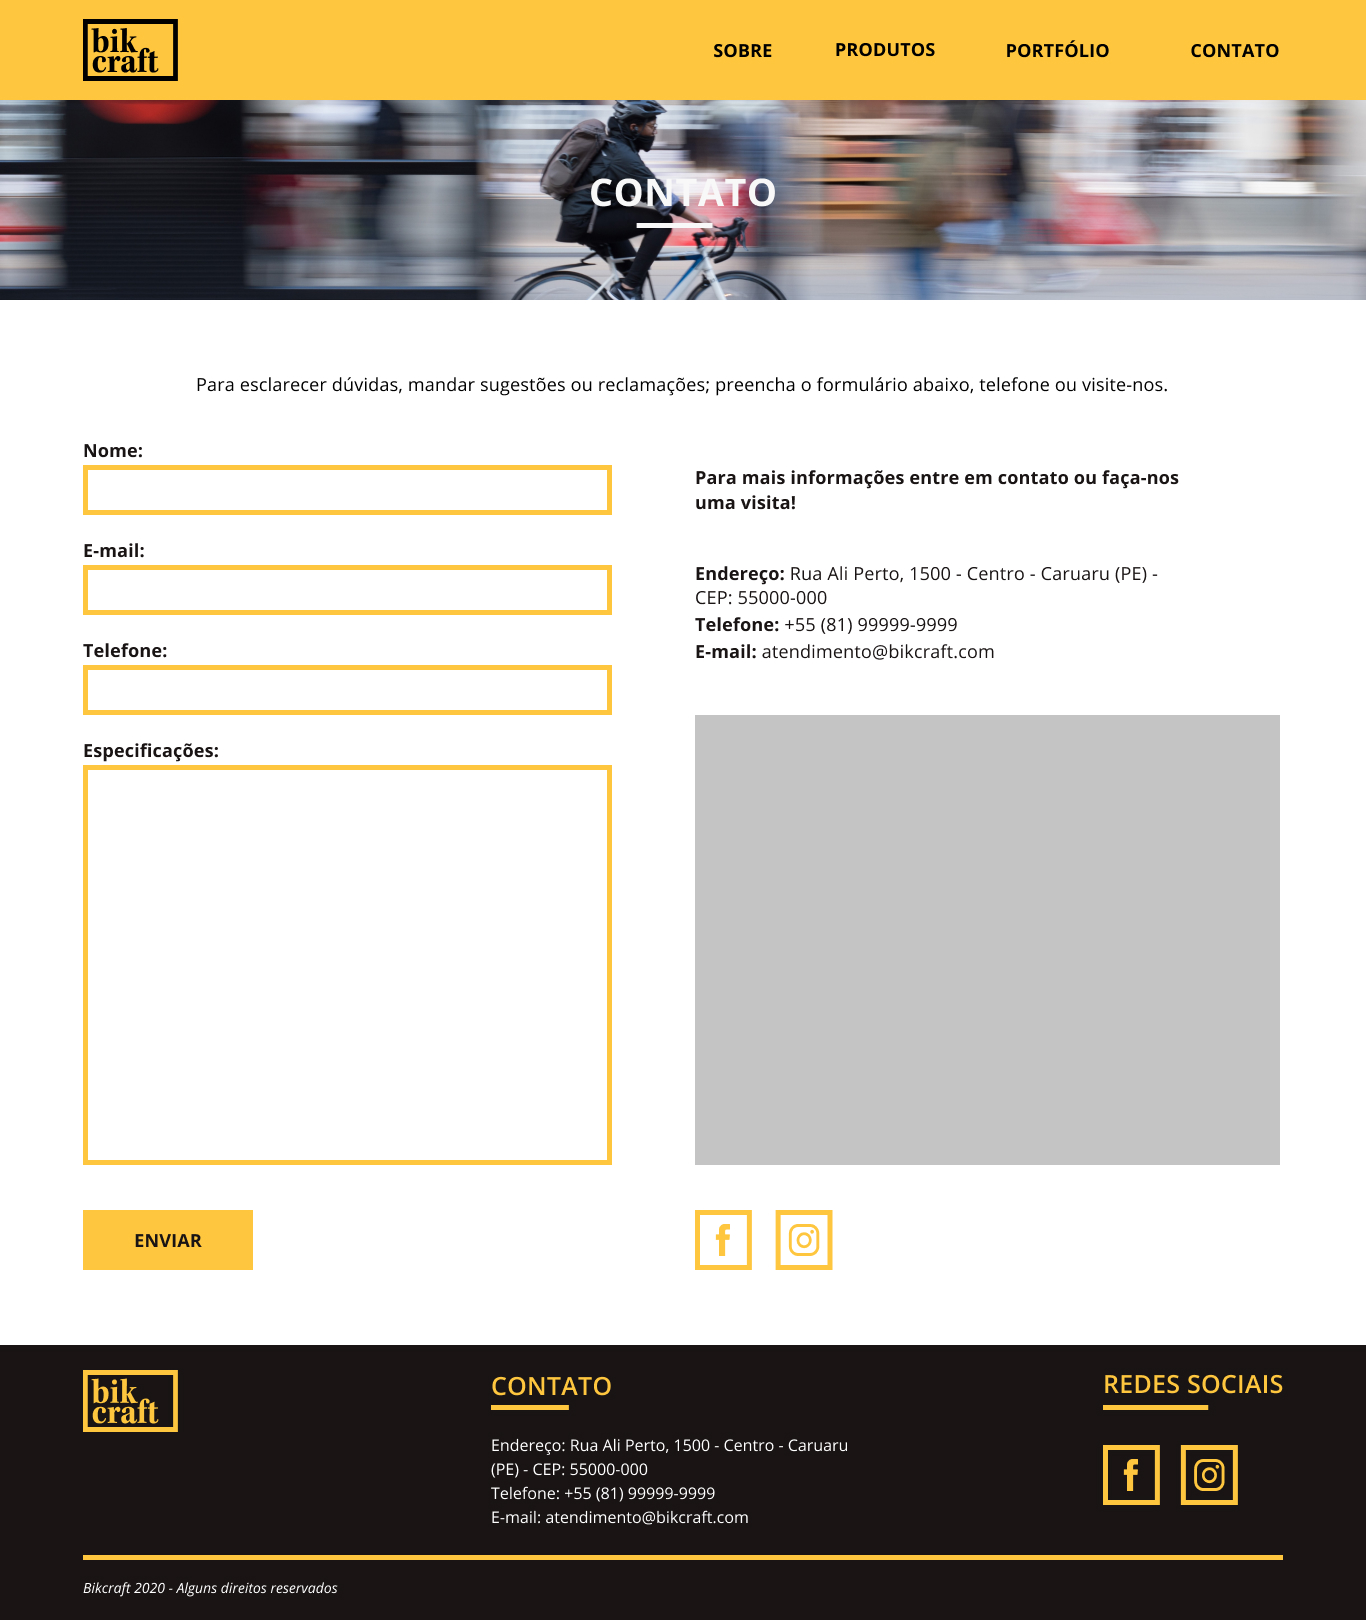 bik
craft
SOBRE
PRODUTOS
PORTFÓLIO
CONTATO
CONTATO
Para esclarecer dúvidas, mandar sugestões ou reclamações; preencha o formulário abaixo, telefone ou visite-nos.
Nome:
E-mail:
Telefone:
Especificações:
ENVIAR
Para mais informações entre em contato ou faça-nos
uma visita!
Endereço: Rua Ali Perto, 1500 - Centro - Caruaru (PE) -
CEP: 55000-000
Telefone: +55 (81) 99999-9999
E-mail: atendimento@bikcraft.com
bik
craft
CONTATO
Endereço: Rua Ali Perto, 1500 - Centro - Caruaru
(PE) - CEP: 55000-000
Telefone: +55 (81) 99999-9999
E-mail: atendimento@bikcraft.com
REDES SOCIAIS
Bikcraft 2020 - Alguns direitos reservados